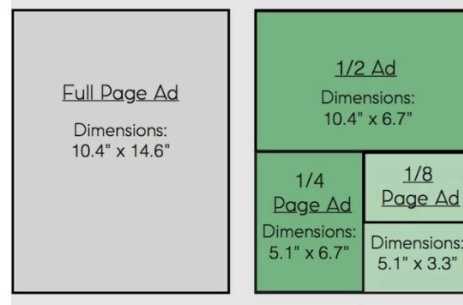 Full Page Ad
Dimensions:
10.4" x 14.6"
1/2 Ad
Dimensions:
10.4" x 6.7"
1/4
Page Ad
Dimensions:
5.1" x 6.7"
1/8
Page Ad
Dimensions:
5.1" x 3.3"